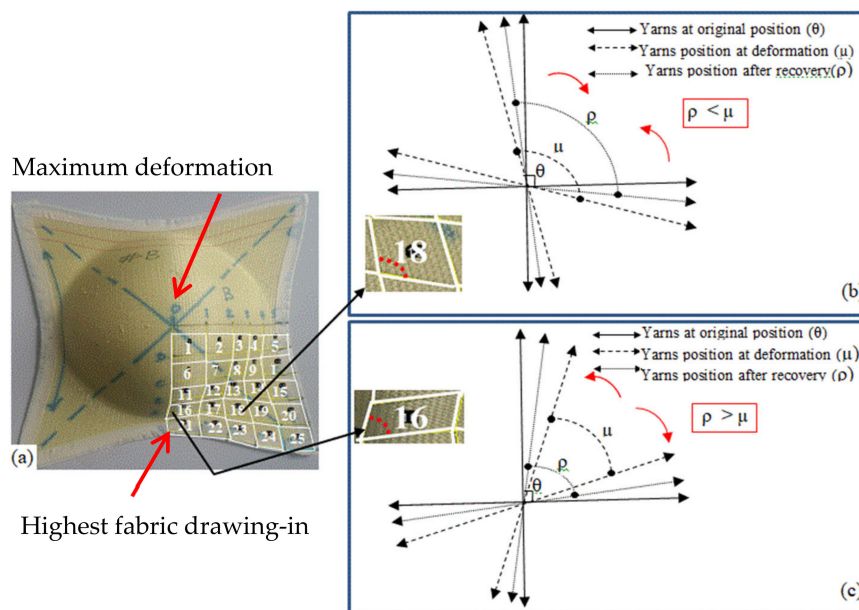 Maximum deformation
Highest fabric drawing-in
(a)
#-B
B
1 2 3 4 5
6 7 8 9
11 12 13 14 15
16 17 18 19 20
21 22 23 24 25
Yarns at original position (θ)
Yarns position at deformation (μ)
Yarns position after recovery(ρ)
ρ < μ
ρ
μ
θ
18
(b)
Yarns at original position (θ)
Yarns position at deformation (μ)
Yarns position after recovery (ρ)
ρ > μ
μ
ρ
θ
16
(c)